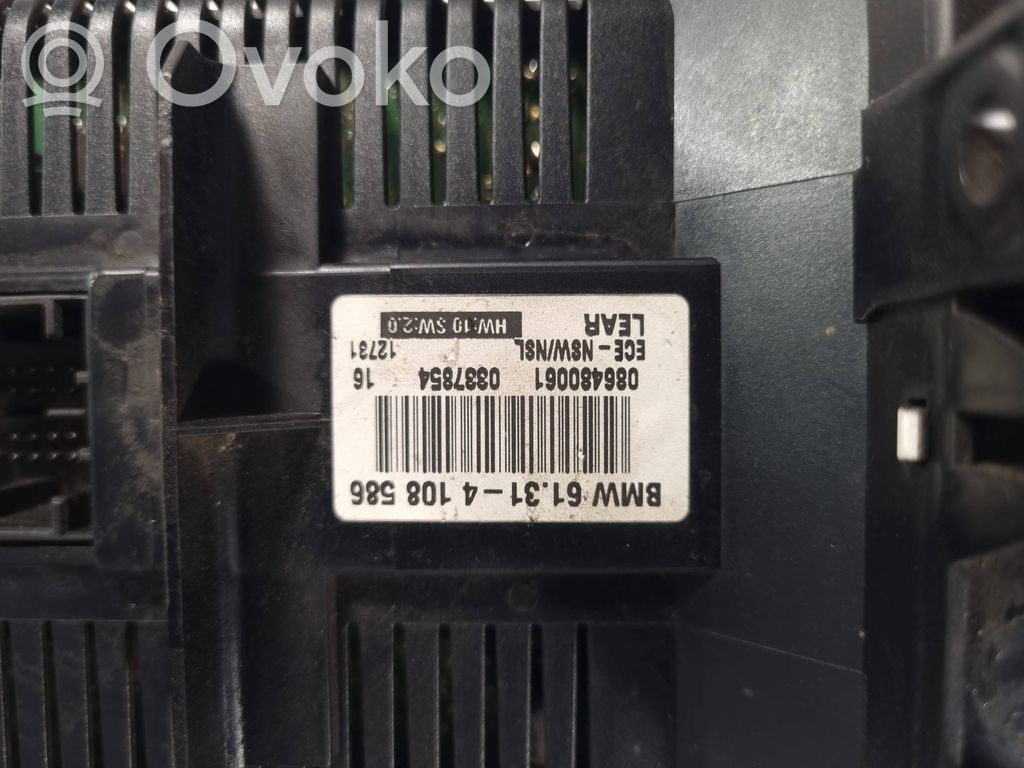 Ovoko
BMW 61.31-4 108 586
086480061 0337854 16
ECE - NSW/NSL 12731
LEAR HW:10 SW:2.0